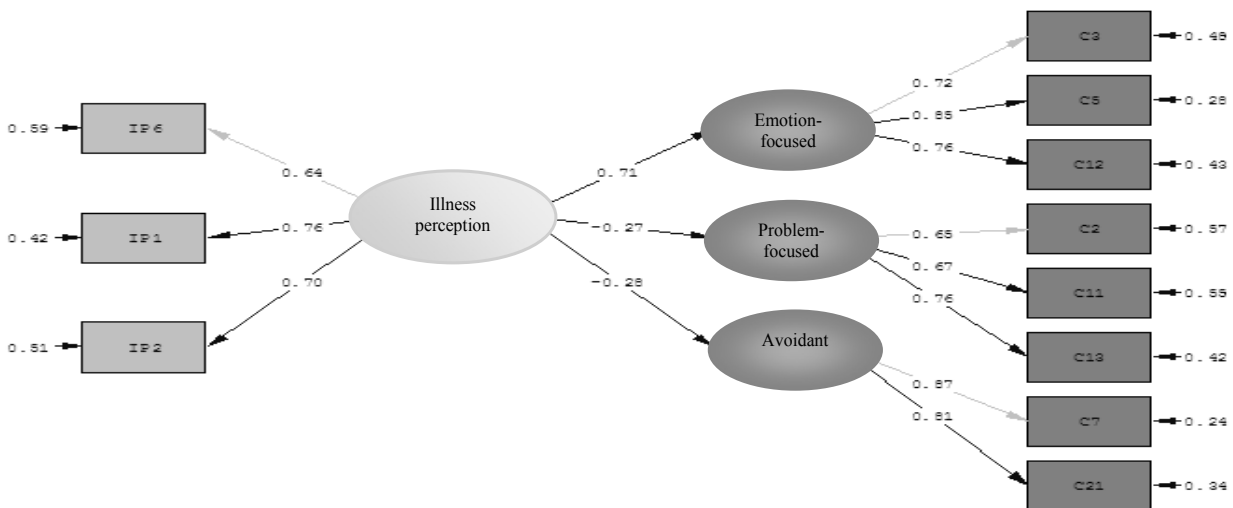 C3
0.49
0.72
C5
0.28
0.85
Emotion-
focused
IP6
0.59
0.76
C12
0.43
0.64
0.71
Illness
perception
C2
0.57
0.65
Problem-
focused
IP1
0.42
0.76
-0.27
0.67
C11
0.55
0.70
-0.28
0.76
Avoidant
IP2
0.51
C13
0.42
0.87
0.81
C7
0.24
C21
0.34